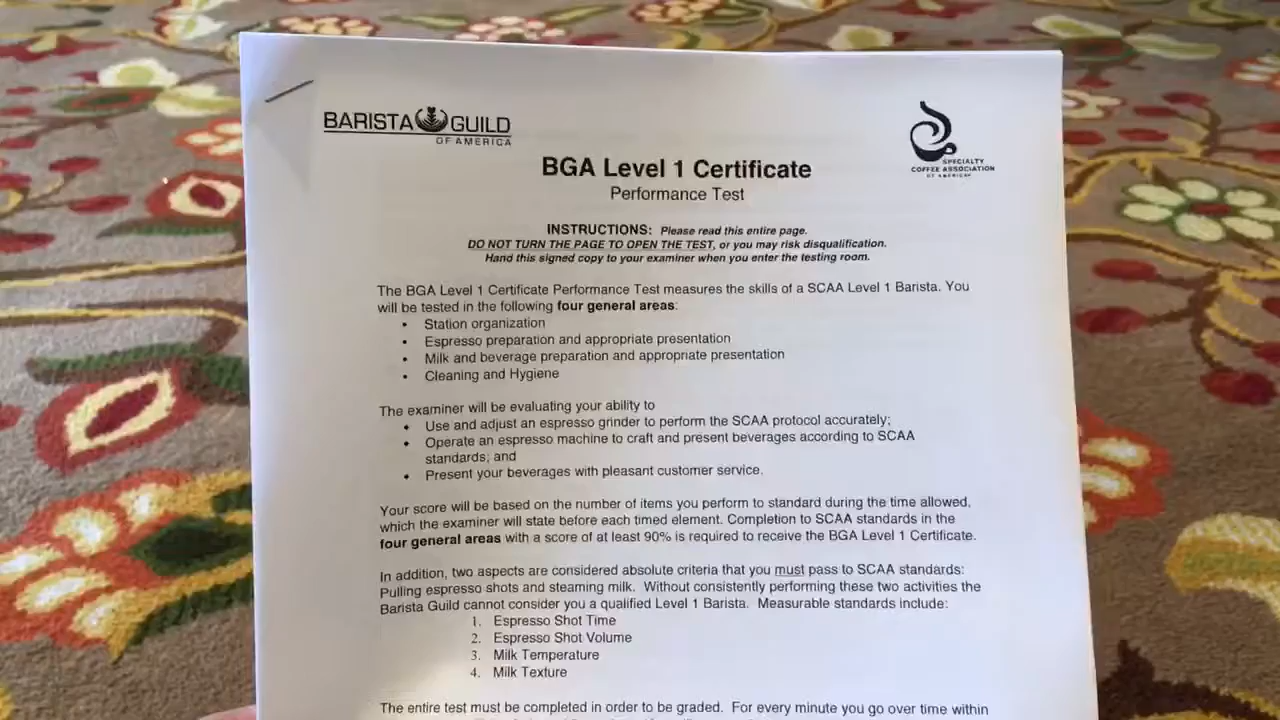 BARISTA GUILD
OF AMERICA
SPECIALTY
COFFEE ASSOCIATION
OF AMERICA
BGA Level 1 Certificate
Performance Test
INSTRUCTIONS: Please read this entire page.
DO NOT TURN THE PAGE TO OPEN THE TEST, or you may risk disqualification.
Hand this signed copy to your examiner when you enter the testing room.
The BGA Level 1 Certificate Performance Test measures the skills of a SCAA Level 1 Barista. You
will be tested in the following four general areas:
• Station organization
• Espresso preparation and appropriate presentation
• Milk and beverage preparation and appropriate presentation
• Cleaning and Hygiene
The examiner will be evaluating your ability to
• Use and adjust an espresso grinder to perform the SCAA protocol accurately;
• Operate an espresso machine to craft and present beverages according to SCAA
standards; and
• Present your beverages with pleasant customer service.
Your score will be based on the number of items you perform to standard during the time allowed,
which the examiner will state before each timed element. Completion to SCAA standards in the
four general areas with a score of at least 90% is required to receive the BGA Level 1 Certificate.
In addition, two aspects are considered absolute criteria that you must pass to SCAA standards:
Pulling espresso shots and steaming milk. Without consistently performing these two activities the
Barista Guild cannot consider you a qualified Level 1 Barista. Measurable standards include:
1. Espresso Shot Time
2. Espresso Shot Volume
3. Milk Temperature
4. Milk Texture
The entire test must be completed in order to be graded. For every minute you go over time within